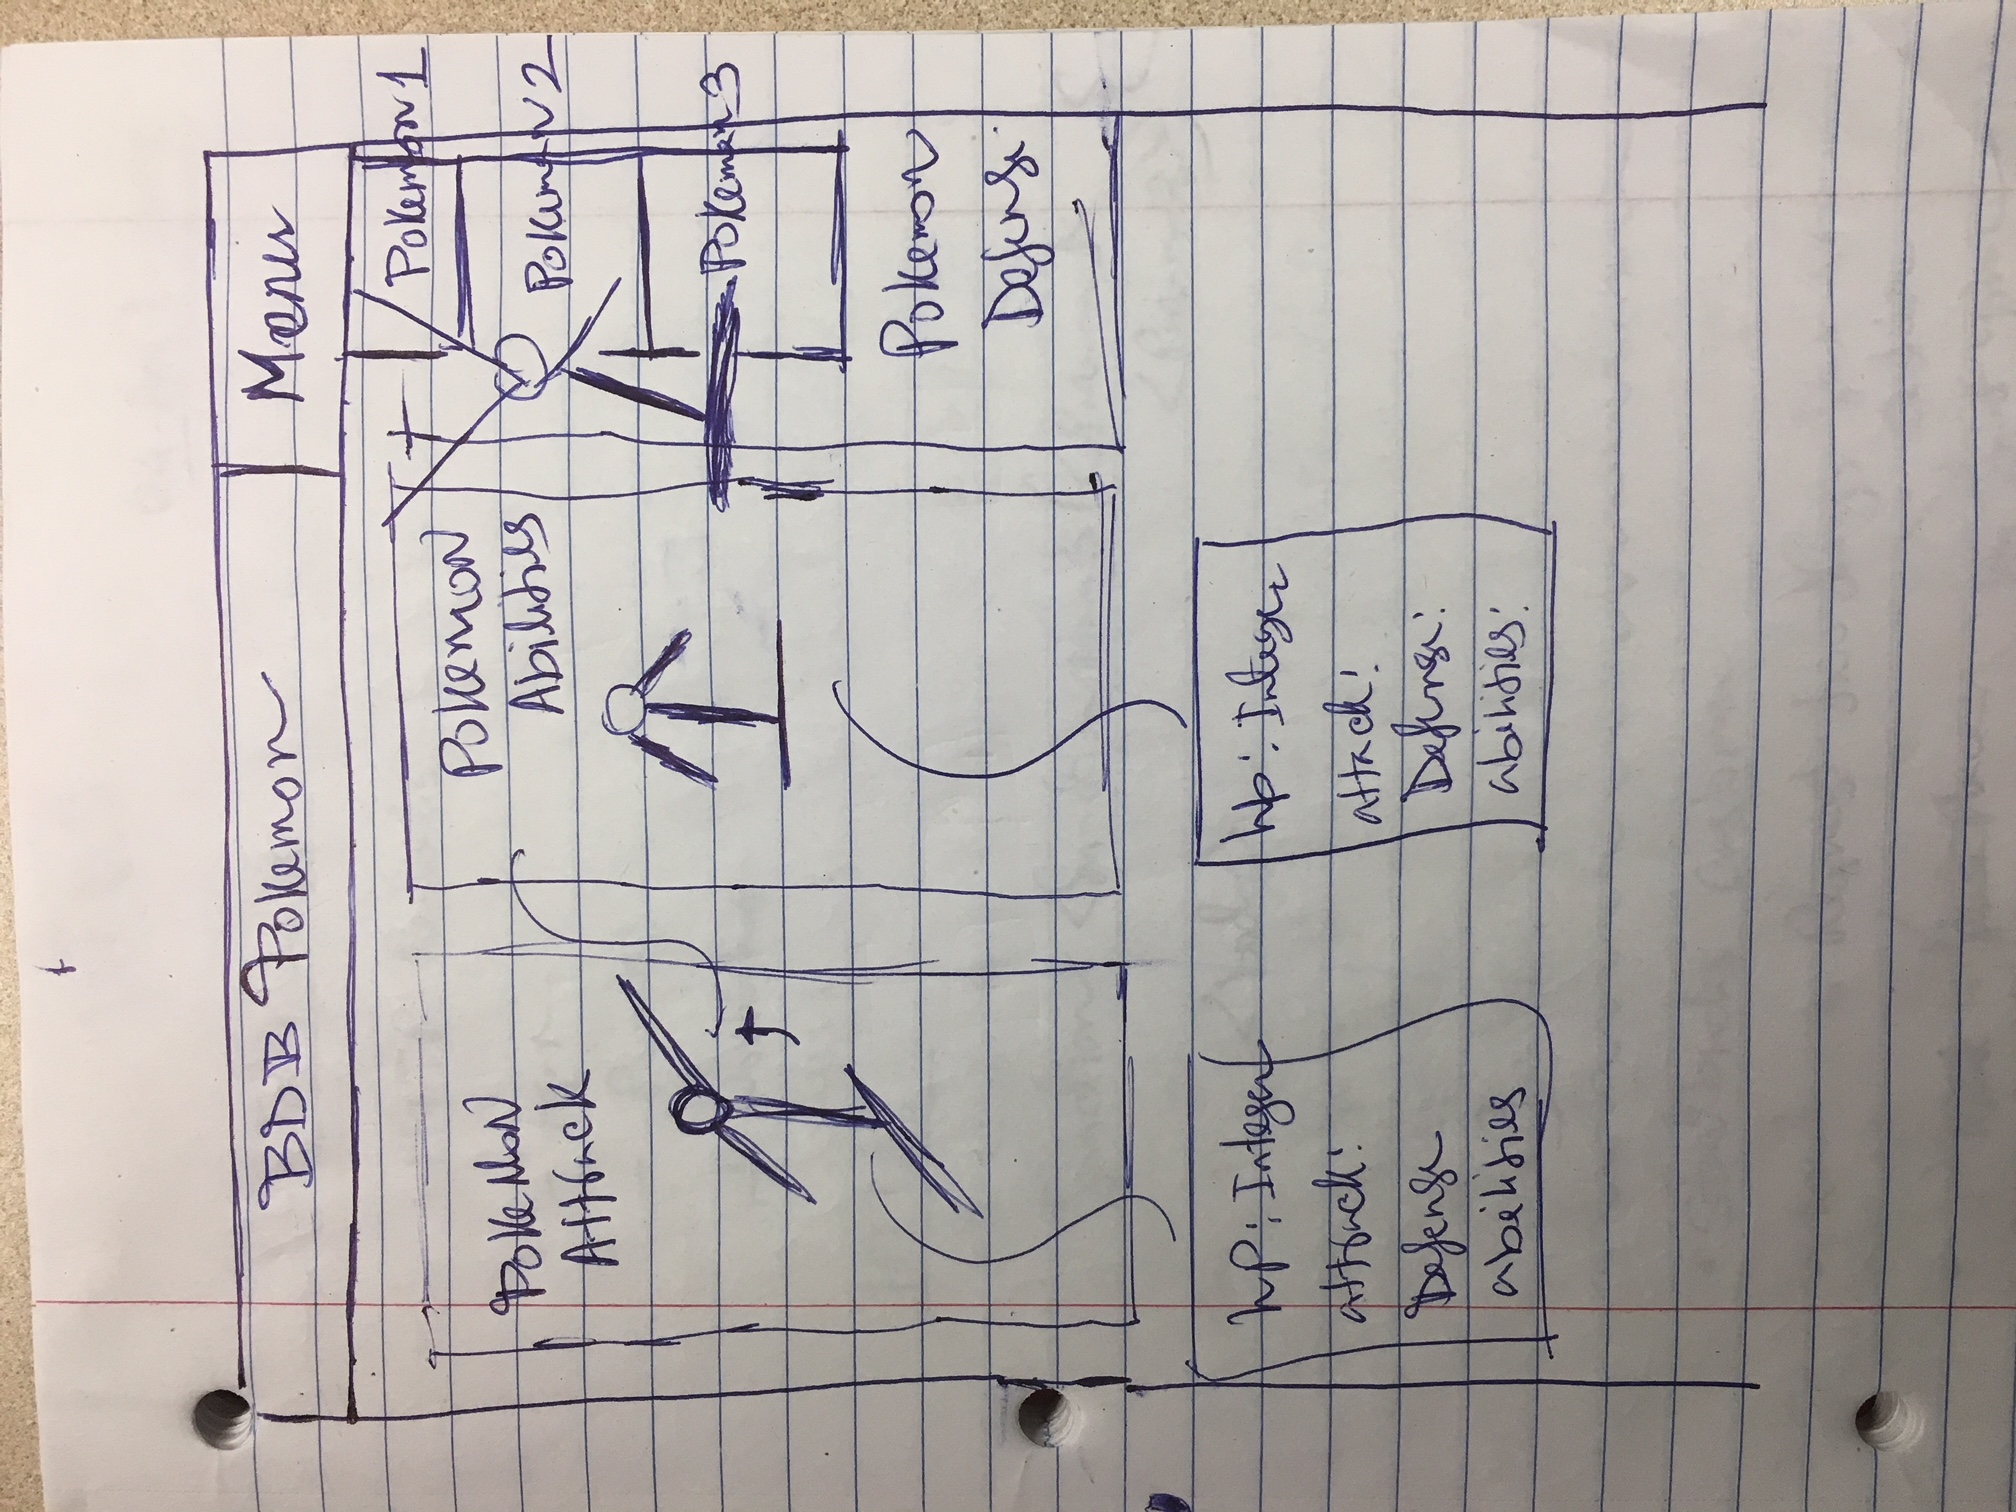 BDB Pokemon
Menu
Pokemon 1
Pokemon 2
Pokemon 3
Pokemon
Attack
Pokemon
Abilities
Pokemon
Defense
hp: Integer
attack:
Defense
abilities
hp: Integer
attack:
Defense:
abilities: